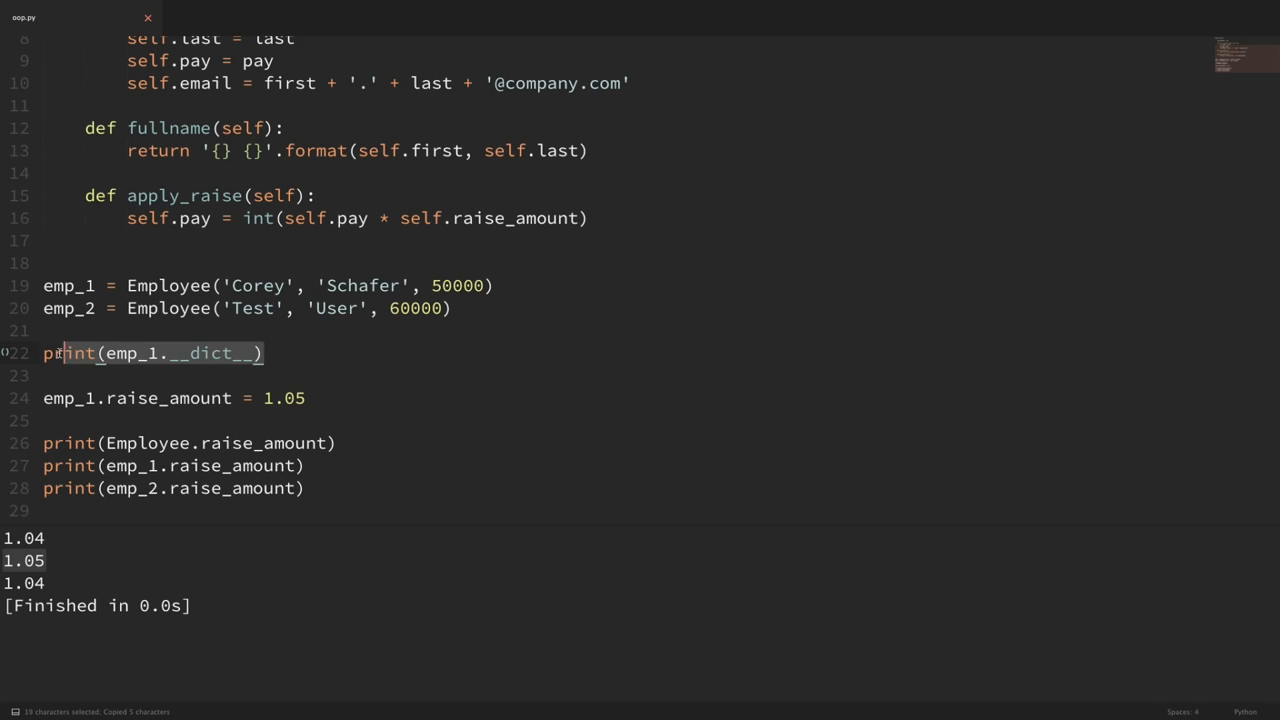 oop.py
8 self.last = last
9 self.pay = pay
10 self.email = first + '.' + last + '@company.com'
11
12 def fullname(self):
13 return '{} {}'.format(self.first, self.last)
14
15 def apply_raise(self):
16 self.pay = int(self.pay * self.raise_amount)
17
18
19 emp_1 = Employee('Corey', 'Schafer', 50000)
20 emp_2 = Employee('Test', 'User', 60000)
21
22 print(emp_1.__dict__)
23
24 emp_1.raise_amount = 1.05
25
26 print(Employee.raise_amount)
27 print(emp_1.raise_amount)
28 print(emp_2.raise_amount)
29
1.04
1.05
1.04
[Finished in 0.0s]
19 characters selected; Copied 5 characters Spaces: 4 Python